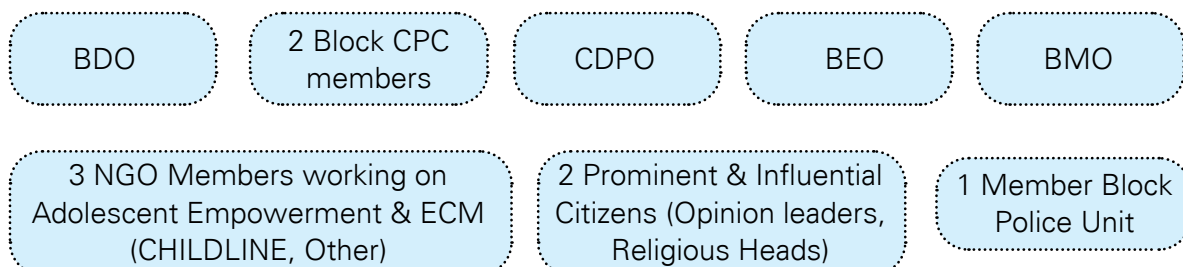 BDO
2 Block CPC
members
CDPO
BEO
BMO
3 NGO Members working on
Adolescent Empowerment & ECM
(CHILDLINE, Other)
2 Prominent & Influential
Citizens (Opinion leaders,
Religious Heads)
1 Member Block
Police Unit